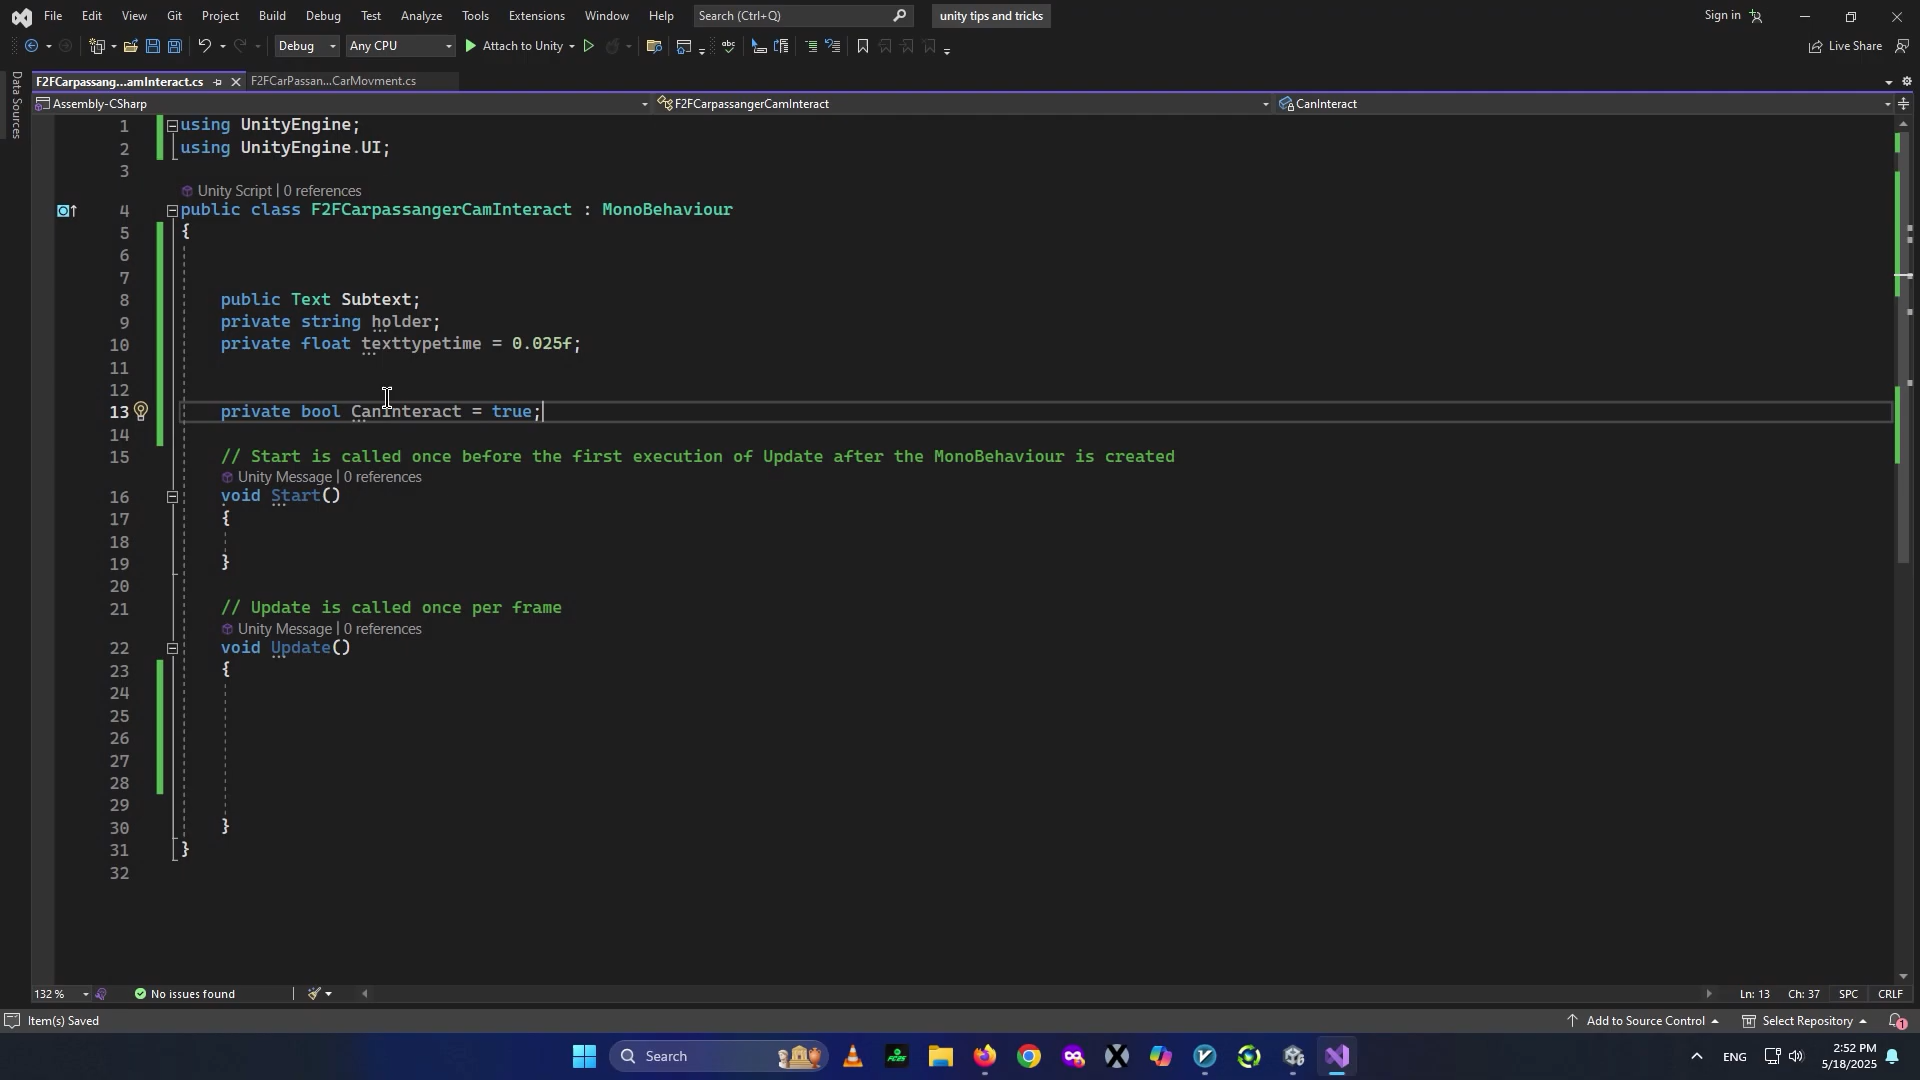 File Edit View Git Project Build Debug Test Analyze Tools Extensions Window Help Search (Ctrl+Q) unity tips and tricks Sign in
Debug Any CPU Attach to Unity Live Share
F2FCarpassang...amInteract.cs F2FCarPassan...CarMovment.cs
Assembly-CSharp F2FCarpassangerCamInteract CanInteract
Data Sources
1 using UnityEngine;
2 using UnityEngine.UI;
3
Unity Script | 0 references
4 public class F2FCarpassangerCamInteract : MonoBehaviour
5 {
6
7
8 public Text Subtext;
9 private string holder;
10 private float texttypetime = 0.025f;
11
12
13 private bool CanInteract = true;
14
15 // Start is called once before the first execution of Update after the MonoBehaviour is created
Unity Message | 0 references
16 void Start()
17 {
18
19 }
20
21 // Update is called once per frame
Unity Message | 0 references
22 void Update()
23 {
24
25
26
27
28
29
30 }
31 }
32
132 % No issues found Ln: 13 Ch: 37 SPC CRLF
Item(s) Saved Add to Source Control Select Repository 1
Search ENG 2:52 PM
5/18/2025